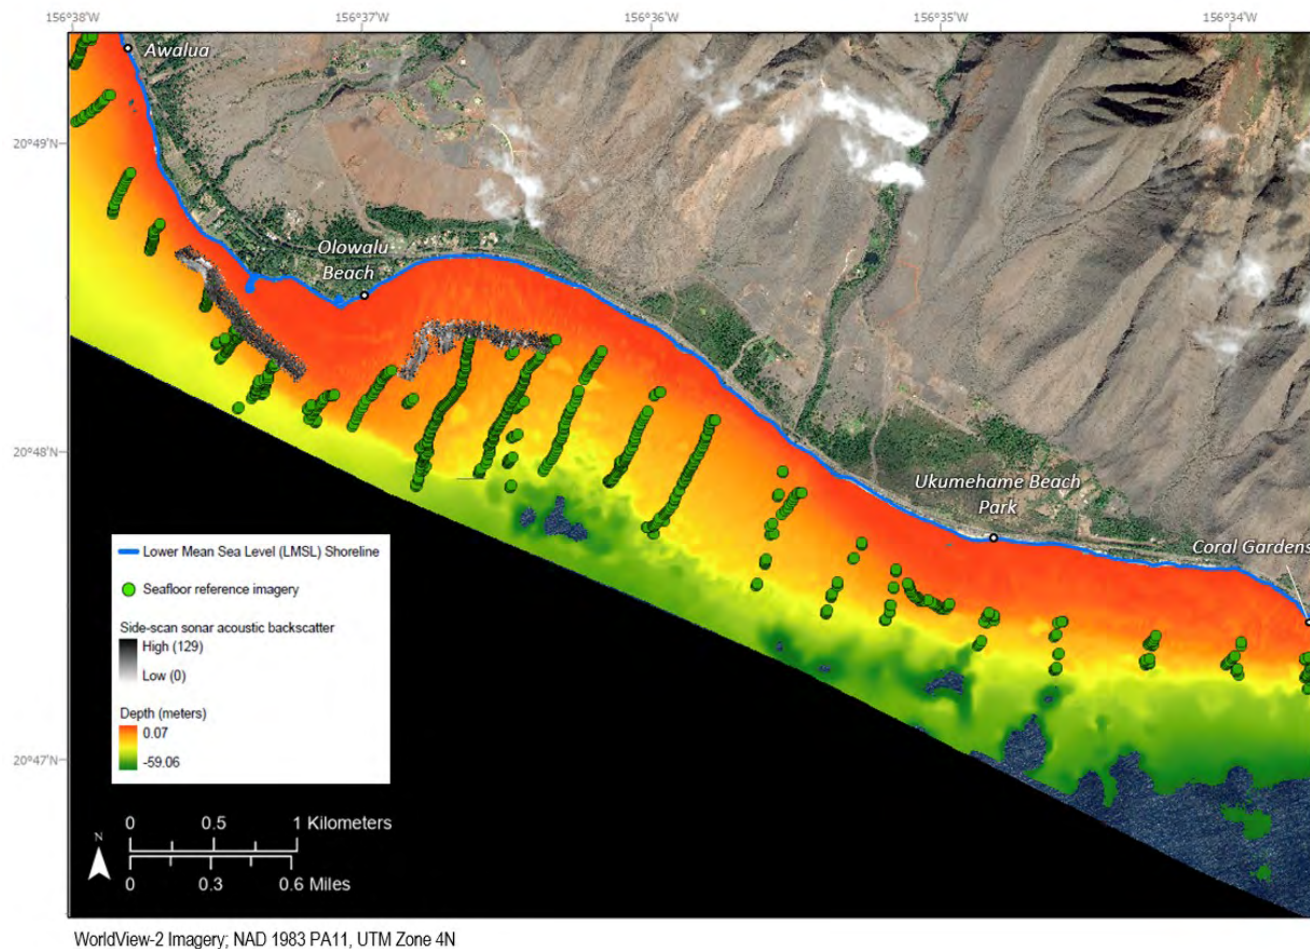 156°38'W 156°37'W 156°36'W 156°35'W 156°34'W
Awalua
20°49'N
Olowalu
Beach
20°48'N
Ukumehame Beach
Park
Coral Gardens
Lower Mean Sea Level (LMSL) Shoreline
Seafloor reference imagery
Side-scan sonar acoustic backscatter
High (129)
Low (0)
Depth (meters)
0.07
-59.06
20°47'N
0 0.5 1 Kilometers
N
0 0.3 0.6 Miles
WorldView-2 Imagery; NAD 1983 PA11, UTM Zone 4N